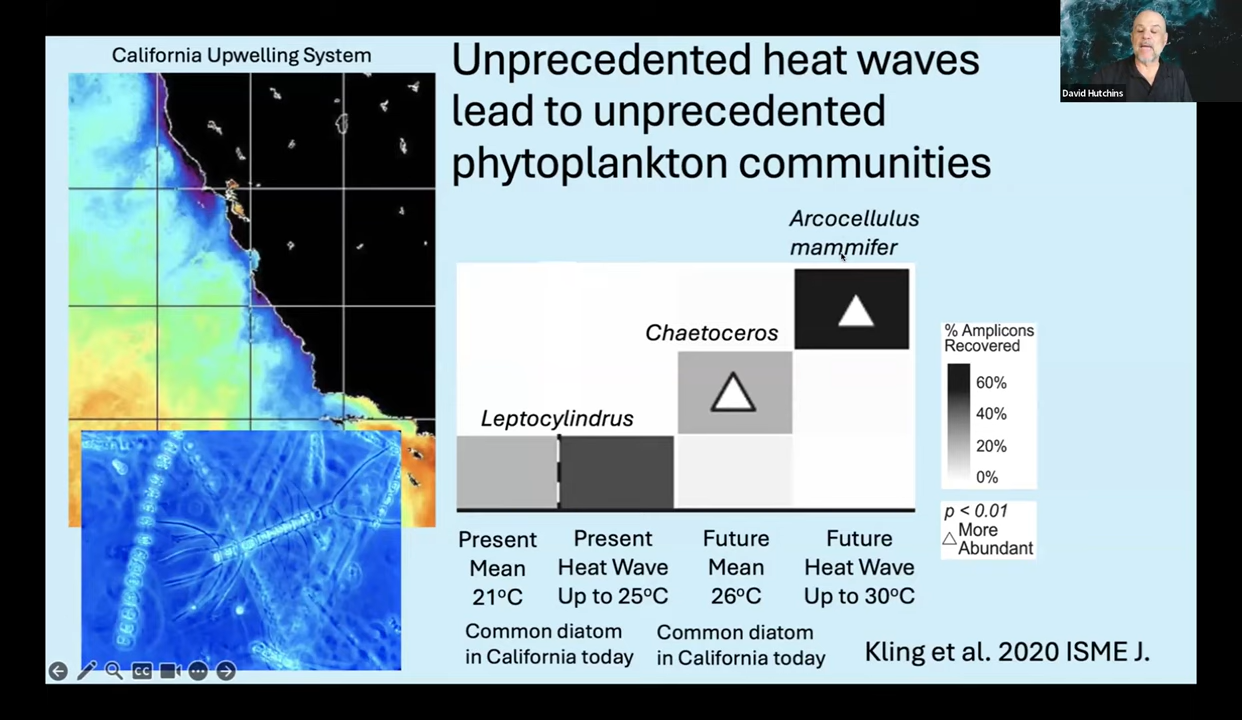 California Upwelling System
Unprecedented heat waves
lead to unprecedented
phytoplankton communities
David Hutchins
Arcocellulus
mammifer
Chaetoceros
Leptocylindrus
% Amplicons
Recovered
60%
40%
20%
0%
p < 0.01
△ More
Abundant
Present
Mean
21°C
Present
Heat Wave
Up to 25°C
Future
Mean
26°C
Future
Heat Wave
Up to 30°C
Common diatom
in California today
Common diatom
in California today
Kling et al. 2020 ISME J.
CC